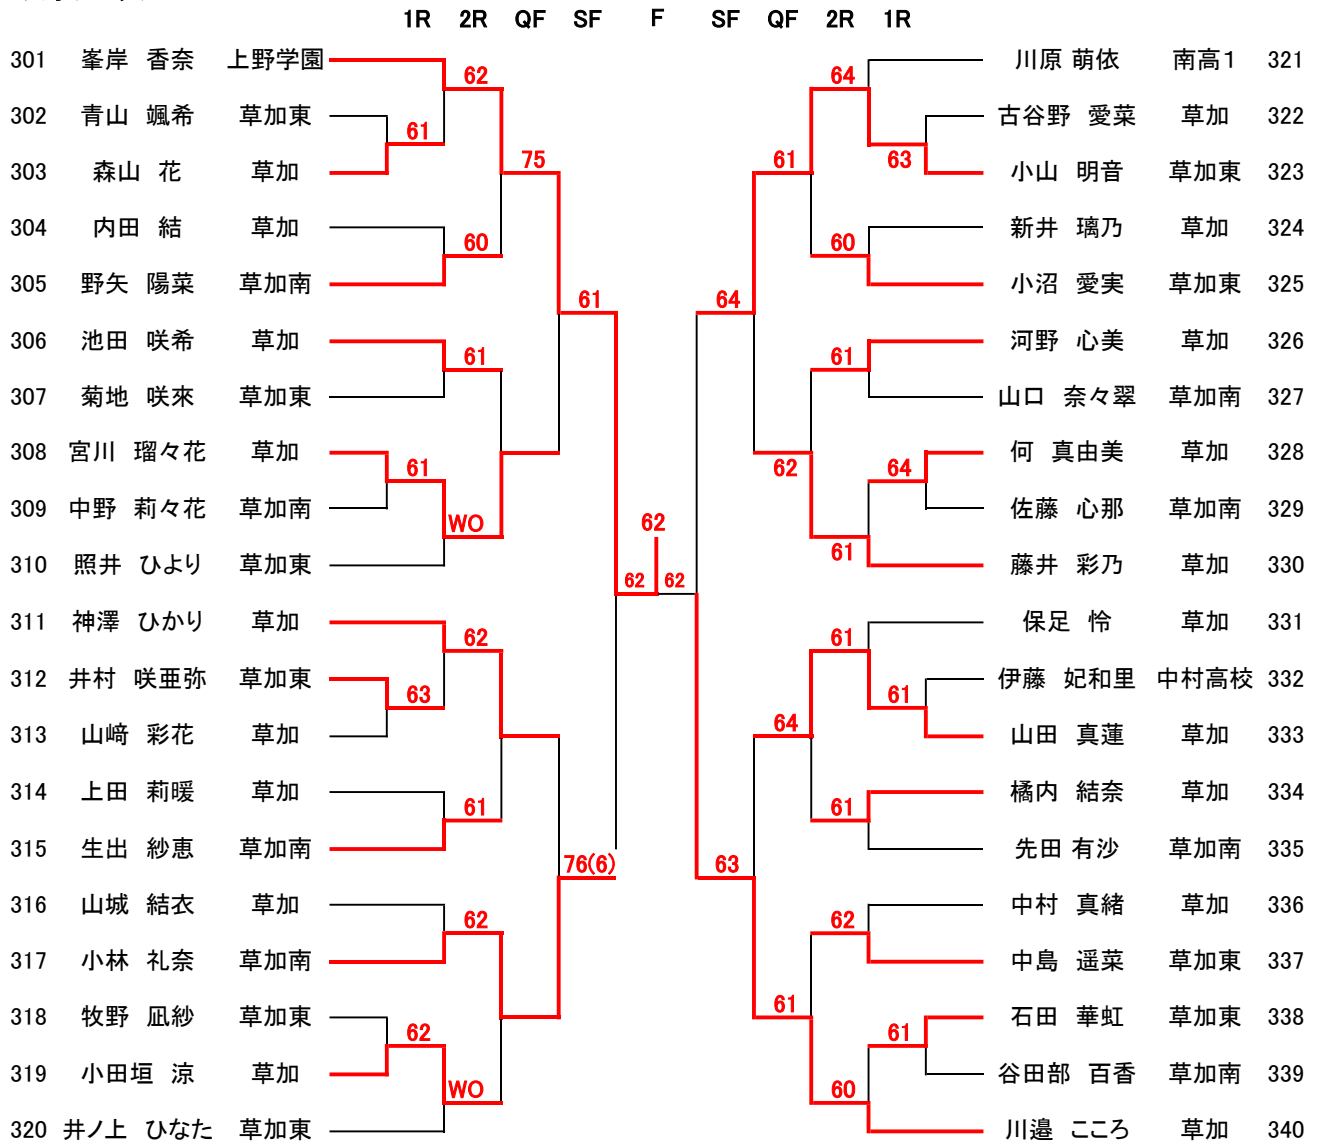 1R 2R QF SF F SF QF 2R 1R
301 峯岸 香奈 上野学園 川原 萌依 南高1 321
62 64
302 青山 颯希 草加東 古谷野 愛菜 草加 322
61
75 61 63
303 森山 花 草加 小山 明音 草加東 323
304 内田 結 草加 新井 璃乃 草加 324
60 60
305 野矢 陽菜 草加南 小沼 愛実 草加東 325
61 64
306 池田 咲希 草加 河野 心美 草加 326
61 61
307 菊地 咲來 草加東 山口 奈々翠 草加南 327
308 宮川 瑠々花 草加 何 真由美 草加 328
61 62 64
309 中野 莉々花 草加南 佐藤 心那 草加南 329
WO 62 61
310 照井 ひより 草加東 藤井 彩乃 草加 330
62 62
311 神澤 ひかり 草加 保足 怜 草加 331
62 61
312 井村 咲亜弥 草加東 伊藤 妃和里 中村高校 332
63 61
64
313 山﨑 彩花 草加 山田 真蓮 草加 333
314 上田 莉暖 草加 橘内 結奈 草加 334
61 61
315 生出 紗恵 草加南 先田 有沙 草加南 335
76(6) 63
316 山城 結衣 草加 中村 真緒 草加 336
62 62
317 小林 礼奈 草加南 中島 遥菜 草加東 337
61
318 牧野 凪紗 草加東 石田 華虹 草加東 338
62 61
319 小田垣 涼 草加 谷田部 百香 草加南 339
WO 60
320 井ノ上 ひなた 草加東 川邉 こころ 草加 340